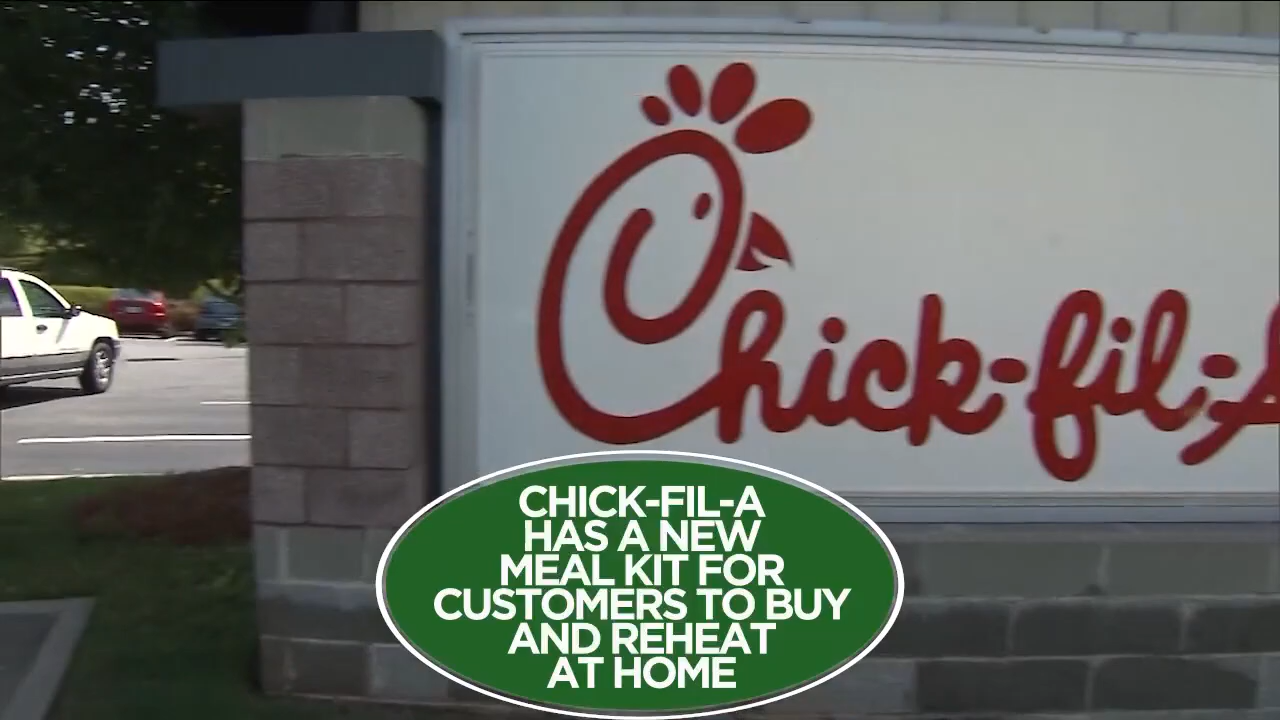 Chick-fil-A
CHICK-FIL-A
HAS A NEW
MEAL KIT FOR
CUSTOMERS TO BUY
AND REHEAT
AT HOME